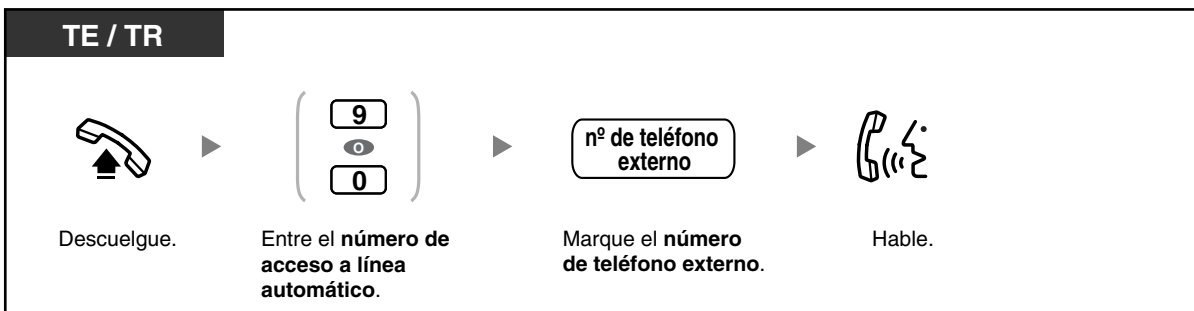 TE / TR
9
o
0
nº de teléfono
externo
Descuelgue.
Entre el número de
acceso a línea
automático.
Marque el número
de teléfono externo.
Hable.